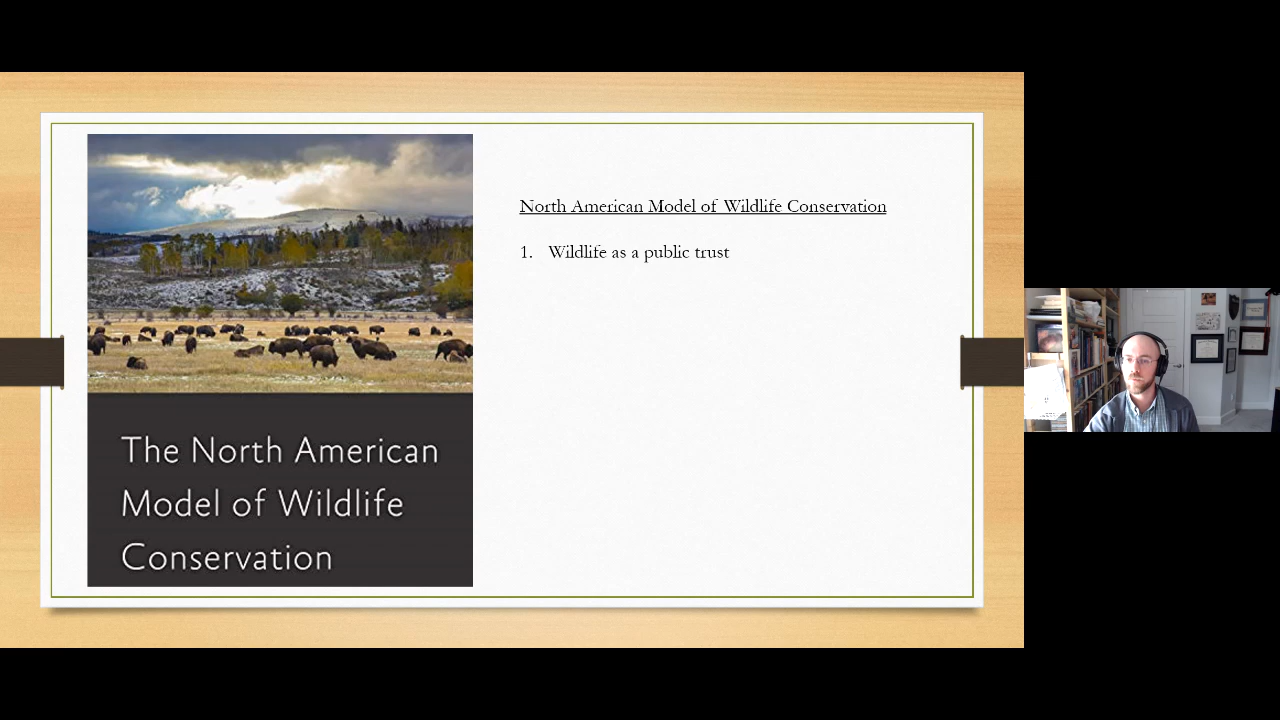 The North American
Model of Wildlife
Conservation
North American Model of Wildlife Conservation
1. Wildlife as a public trust